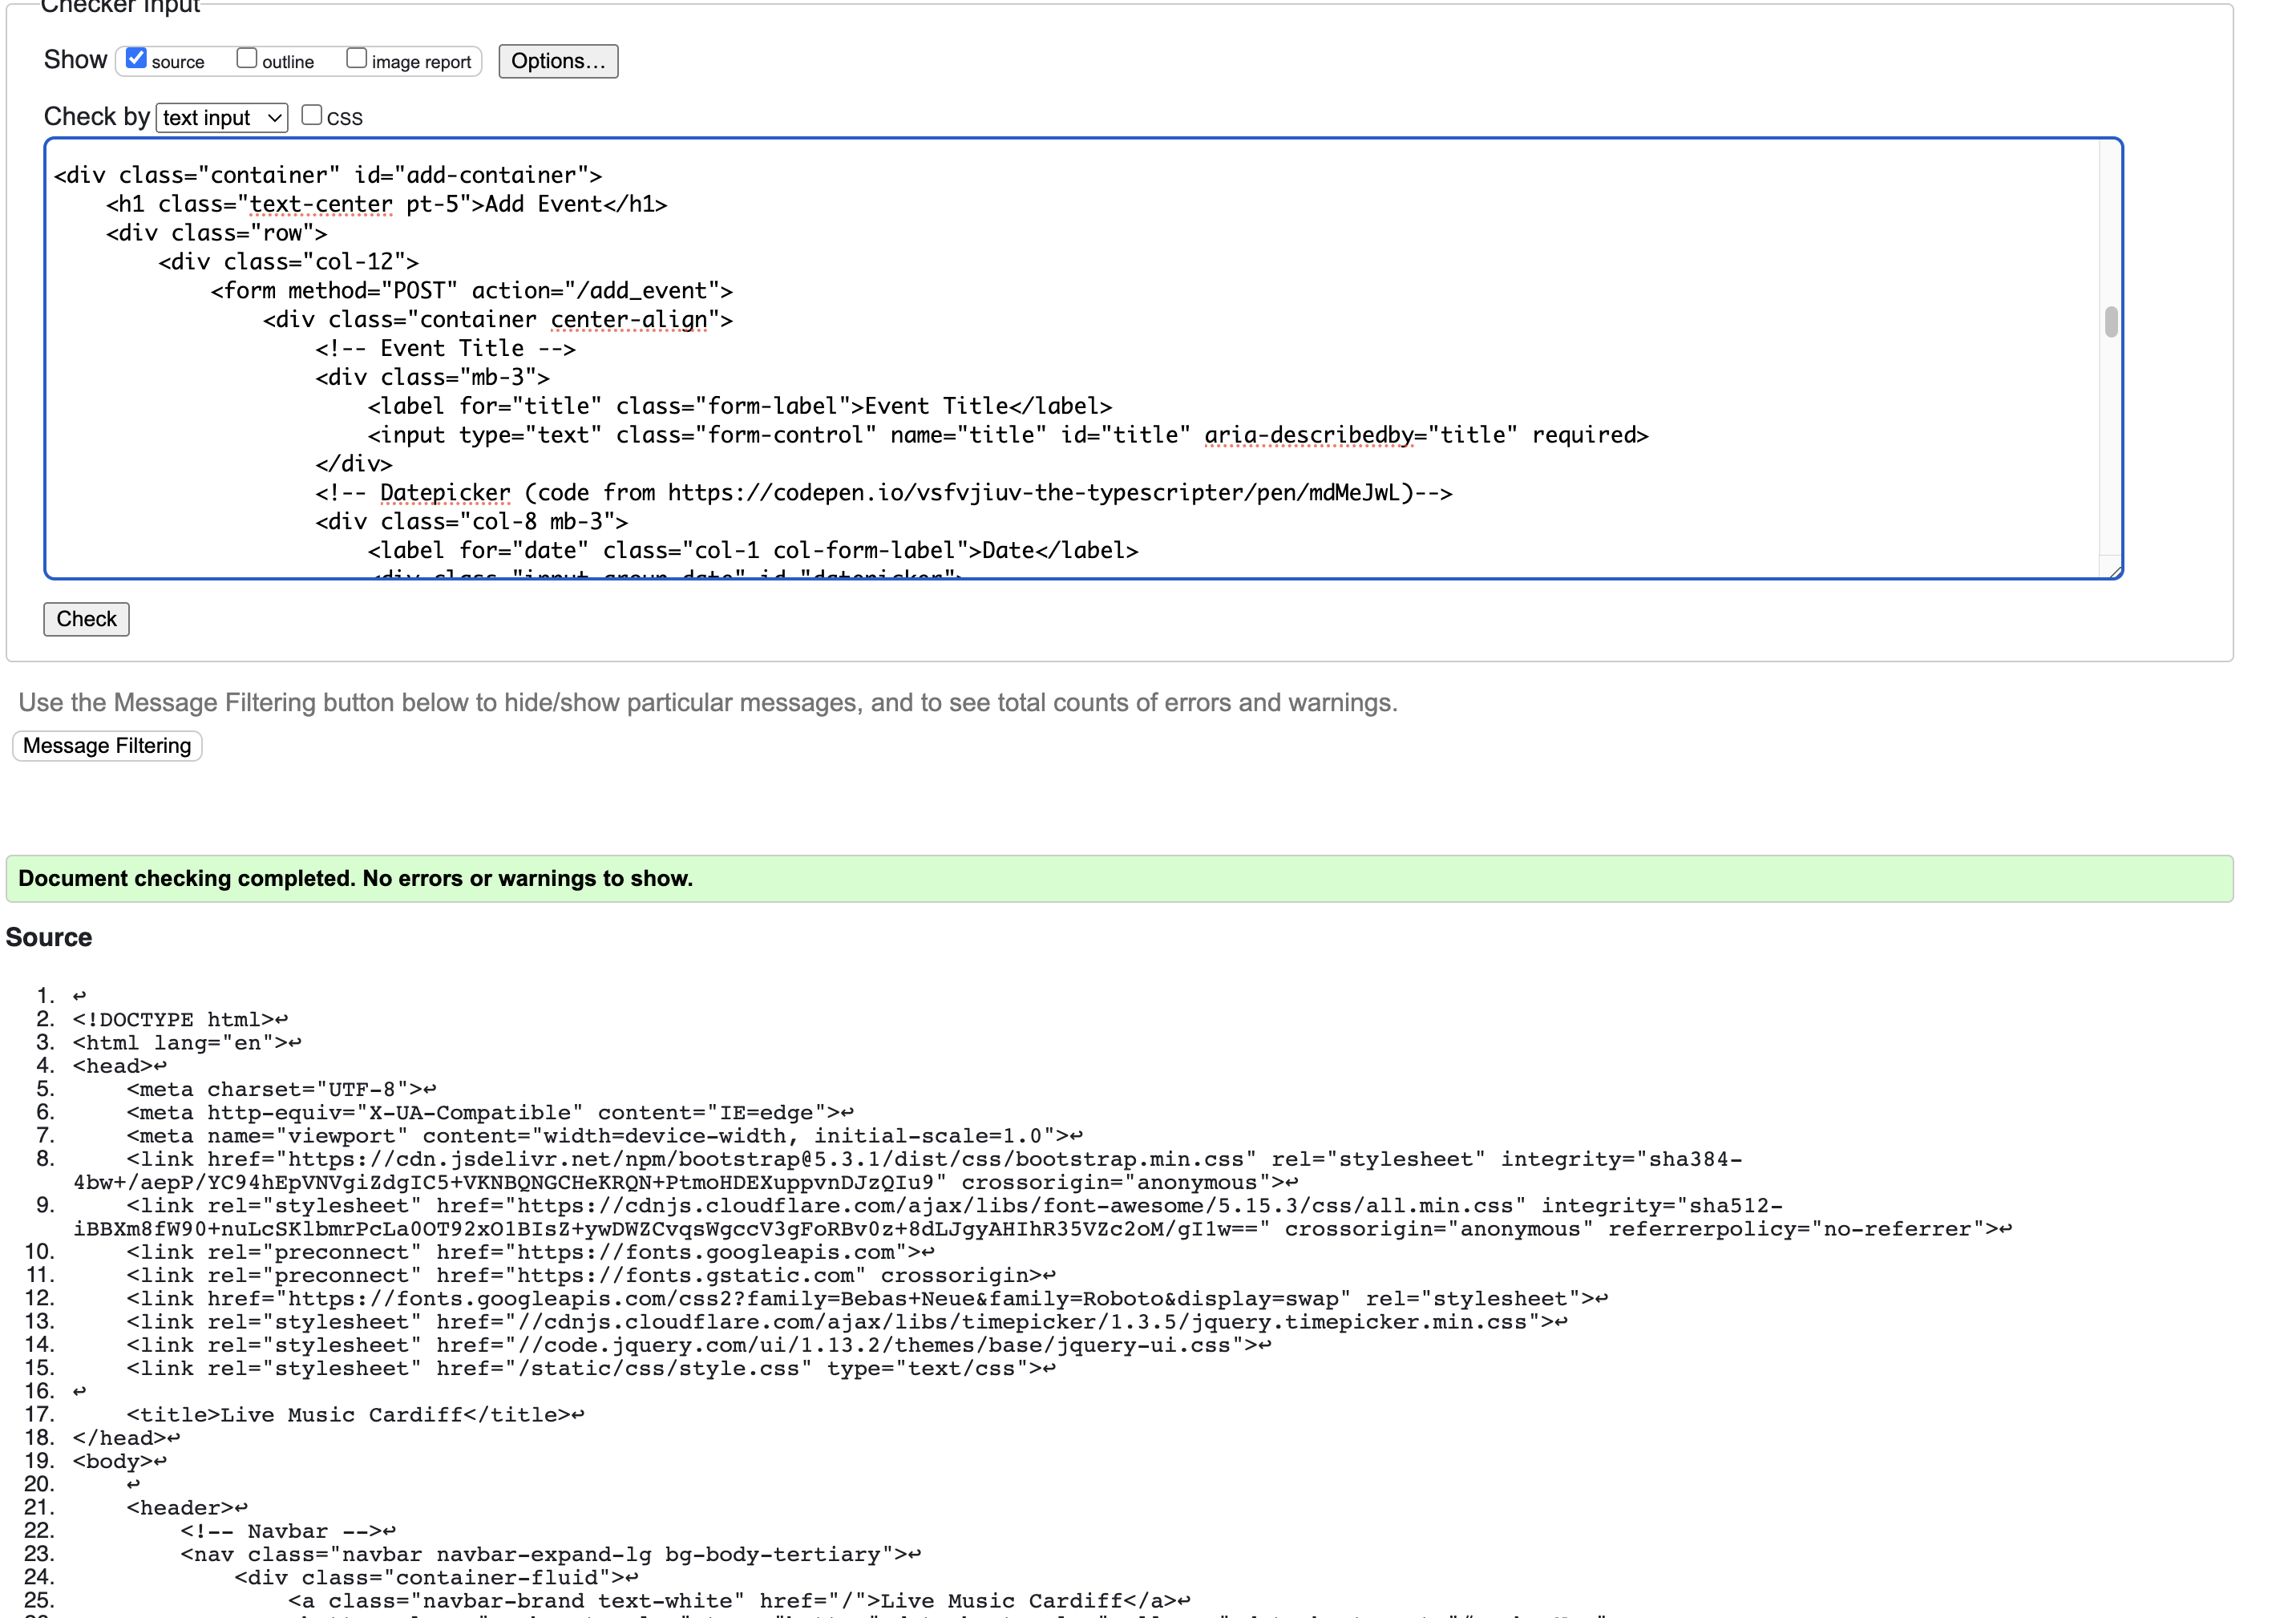 Checker Input
Show source outline image report Options...
Check by text input CSS
<div class="container" id="add-container">
<h1 class="text-center pt-5">Add Event</h1>
<div class="row">
<div class="col-12">
<form method="POST" action="/add_event">
<div class="container center-align">
<!-- Event Title -->
<div class="mb-3">
<label for="title" class="form-label">Event Title</label>
<input type="text" class="form-control" name="title" id="title" aria-describedby="title" required>
</div>
<!-- Datepicker (code from https://codepen.io/vsfvjiuv-the-typescripter/pen/mdMeJwL)-->
<div class="col-8 mb-3">
<label for="date" class="col-1 col-form-label">Date</label>
<div class="input-group date" id="datepicker">
Check
Use the Message Filtering button below to hide/show particular messages, and to see total counts of errors and warnings.
Message Filtering
Document checking completed. No errors or warnings to show.
Source
1. ↩
2. <!DOCTYPE html>↩
3. <html lang="en">↩
4. <head>↩
5. <meta charset="UTF-8">↩
6. <meta http-equiv="X-UA-Compatible" content="IE=edge">↩
7. <meta name="viewport" content="width=device-width, initial-scale=1.0">↩
8. <link href="https://cdn.jsdelivr.net/npm/bootstrap@5.3.1/dist/css/bootstrap.min.css" rel="stylesheet" integrity="sha384-
4bw+/aepP/YC94hEpVNVgiZdgIC5+VKNBQNGCHeKRQN+PtmoHDEXuppvnDJzQIu9" crossorigin="anonymous">↩
9. <link rel="stylesheet" href="https://cdnjs.cloudflare.com/ajax/libs/font-awesome/5.15.3/css/all.min.css" integrity="sha512-
iBBXm8fW90+nuLcSKlbmrPcLa0OT92xO1BIsZ+ywDWZCvqsWgccV3gFoRBv0z+8dLJgyAHIhR35VZc2oM/gI1w==" crossorigin="anonymous" referrerpolicy="no-referrer">↩
10. <link rel="preconnect" href="https://fonts.googleapis.com">↩
11. <link rel="preconnect" href="https://fonts.gstatic.com" crossorigin>↩
12. <link href="https://fonts.googleapis.com/css2?family=Bebas+Neue&family=Roboto&display=swap" rel="stylesheet">↩
13. <link rel="stylesheet" href="//cdnjs.cloudflare.com/ajax/libs/timepicker/1.3.5/jquery.timepicker.min.css">↩
14. <link rel="stylesheet" href="//code.jquery.com/ui/1.13.2/themes/base/jquery-ui.css">↩
15. <link rel="stylesheet" href="/static/css/style.css" type="text/css">↩
16. ↩
17. <title>Live Music Cardiff</title>↩
18. </head>↩
19. <body>↩
20. ↩
21. <header>↩
22. <!-- Navbar -->↩
23. <nav class="navbar navbar-expand-lg bg-body-tertiary">↩
24. <div class="container-fluid">↩
25. <a class="navbar-brand text-white" href="/">Live Music Cardiff</a>↩